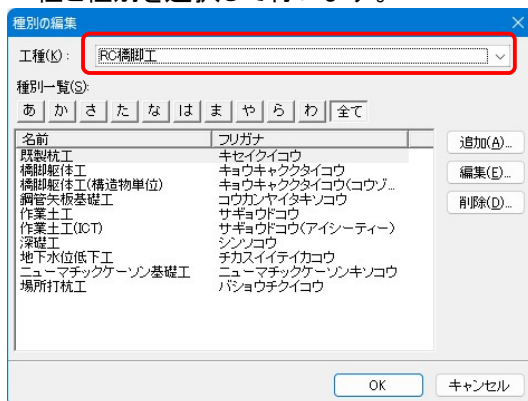 種別の編集
工種(K): RC橋脚工
種別一覧(S):
あ か さ た な は ま や ら わ 全て
名前 フリガナ
既製杭工 キセイクイコウ
橋脚躯体工 キョウキャククタイコウ
橋脚躯体工(構造物単位) キョウキャククタイコウ(コウゾ...
鋼管矢板基礎工 コウカンヤイタキソコウ
作業土工 サギョウドコウ
作業土工(ICT) サギョウドコウ(アイシーティー)
深礎工 シンソコウ
地下水位低下工 チカスイイテイカコウ
ニューマチックケーソン基礎工 ニューマチックケーソンキソコウ
場所打杭工 バショウチクイコウ
追加(A)...
編集(E)...
削除(D)...
OK キャンセル